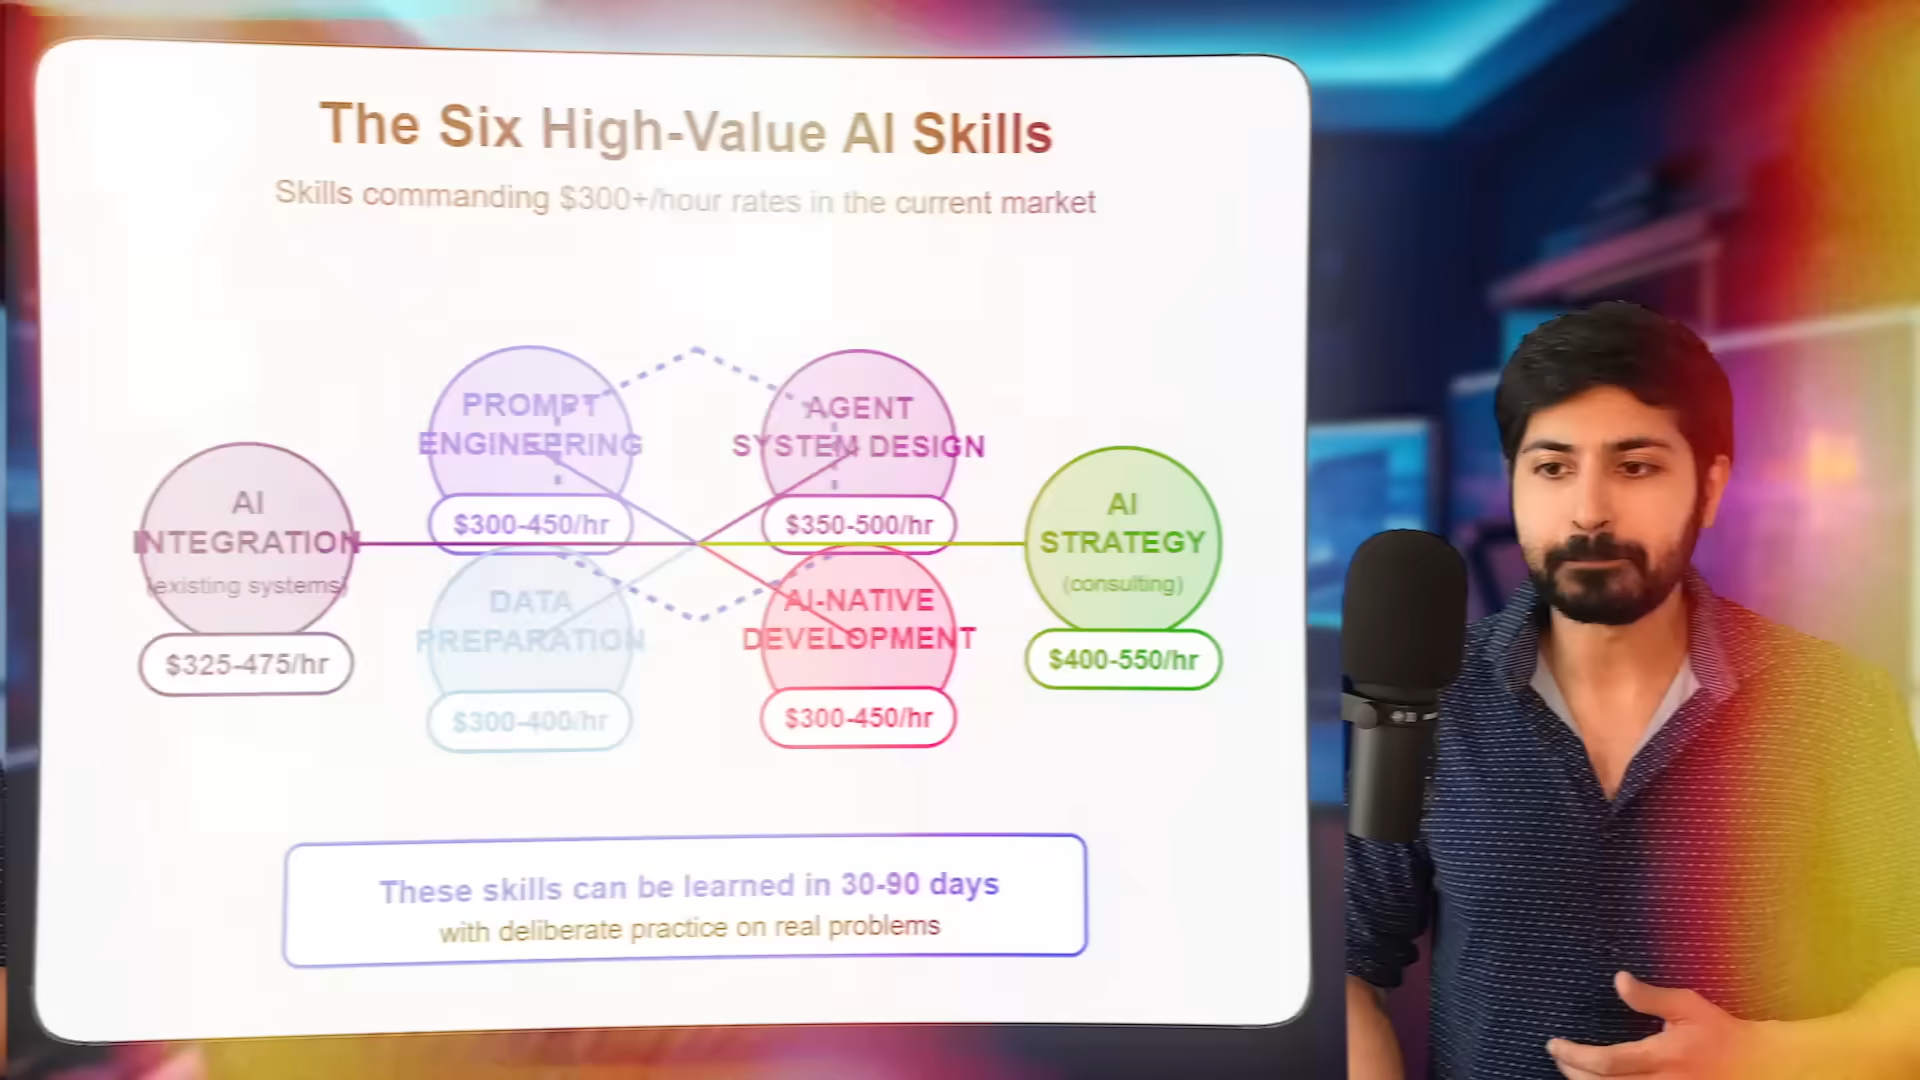 The Six High-Value AI Skills
Skills commanding $300+/hour rates in the current market
PROMPT
ENGINEERING
$300-450/hr
AGENT
SYSTEM DESIGN
$350-500/hr
AI
INTEGRATION
(existing systems)
$325-475/hr
AI
STRATEGY
(consulting)
$400-550/hr
DATA
PREPARATION
$300-400/hr
AI-NATIVE
DEVELOPMENT
$300-450/hr
These skills can be learned in 30-90 days
with deliberate practice on real problems